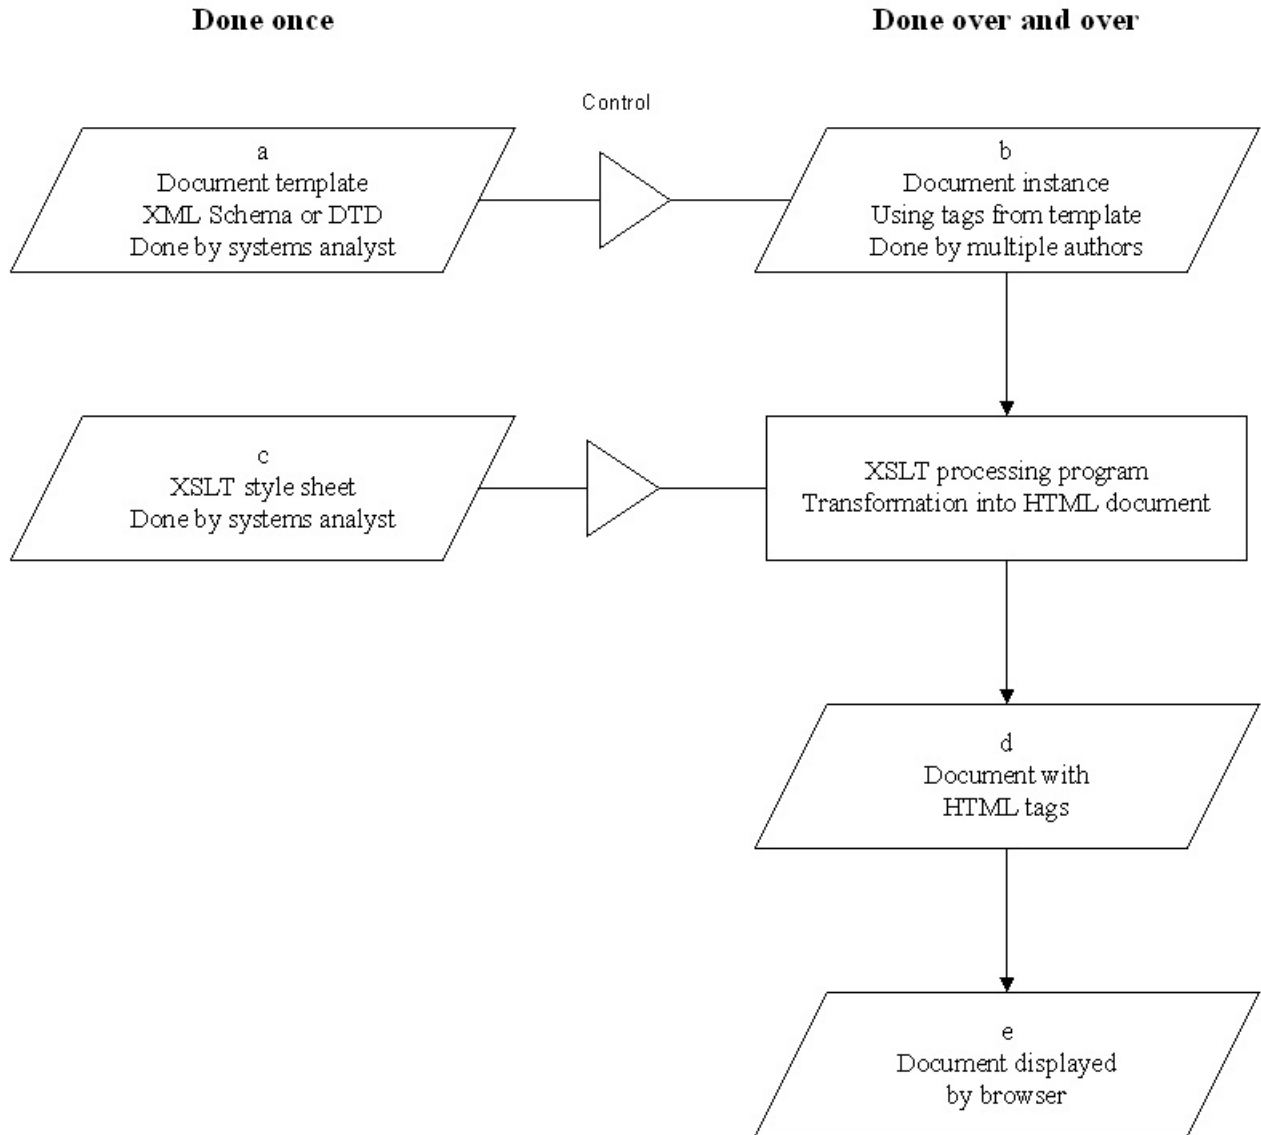 Done once
Done over and over
Control
a
Document template
XML Schema or DTD
Done by systems analyst
b
Document instance
Using tags from template
Done by multiple authors
c
XSLT style sheet
Done by systems analyst
XSLT processing program
Transformation into HTML document
d
Document with
HTML tags
e
Document displayed
by browser